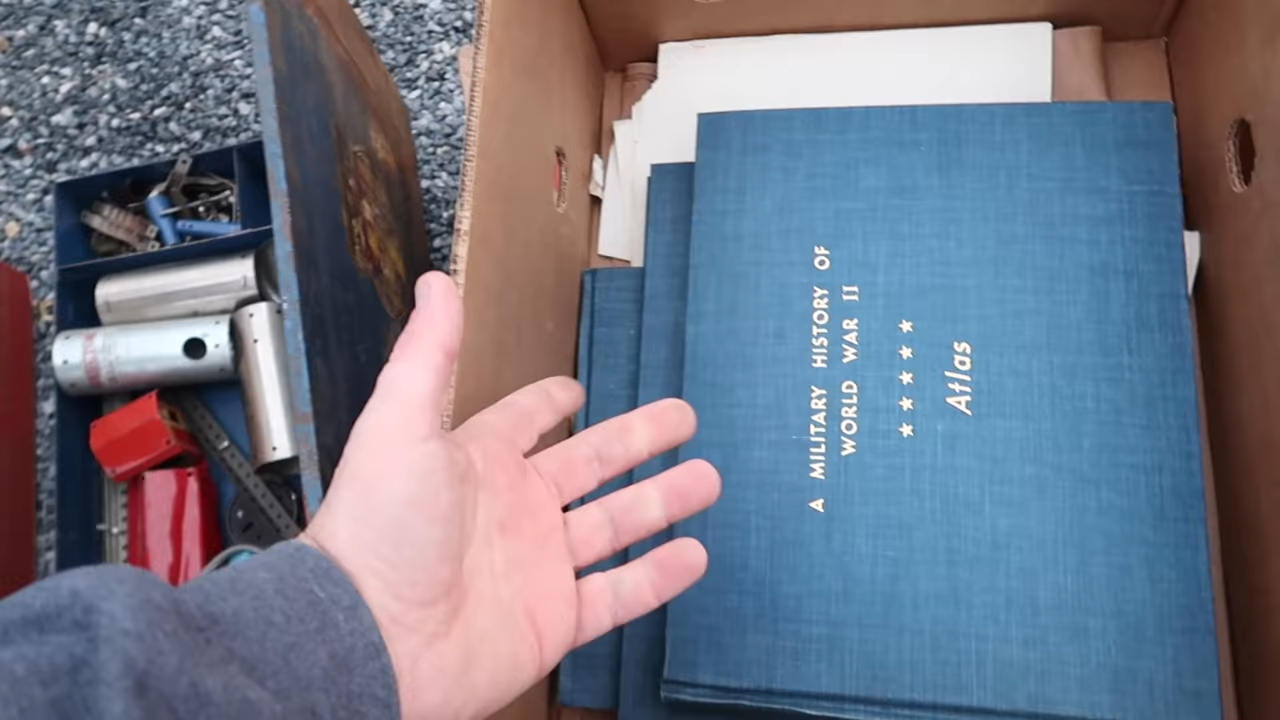 A MILITARY HISTORY OF
WORLD WAR II
★ ★ ★ ★ ★
Atlas